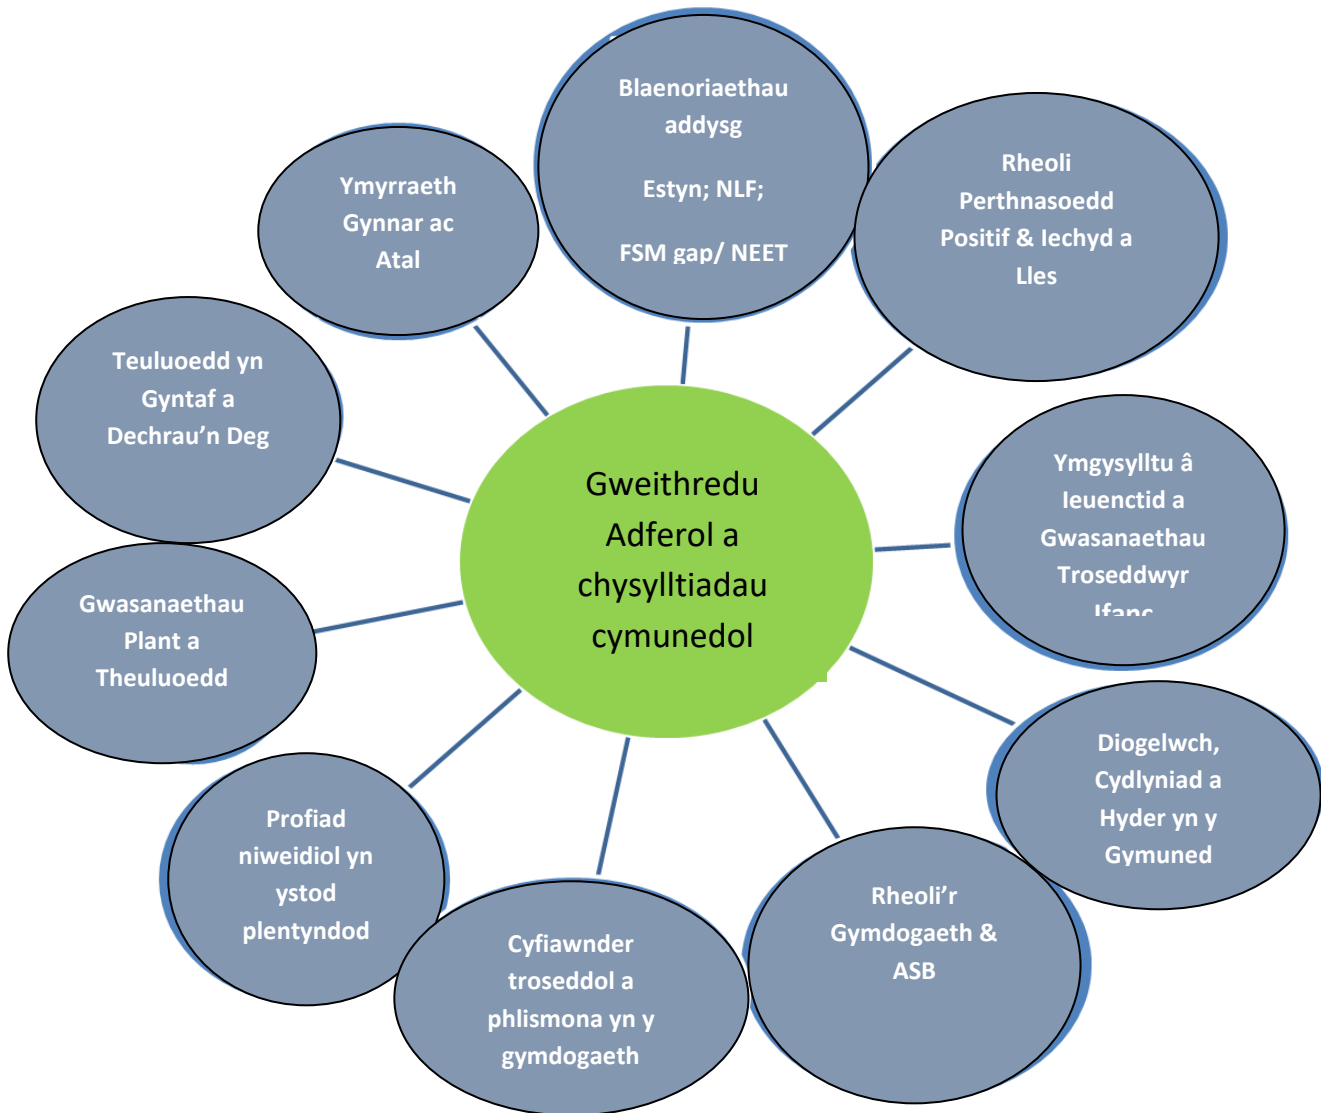 Blaenoriaethau
addysg
Estyn; NLF;
FSM gap/ NEET
Rheoli
Perthnasoedd
Positif & Iechyd a
Lles
Ymgysylltu â
Ieuenctid a
Gwasanaethau
Troseddwyr
Ifanc
Diogelwch,
Cydlyniad a
Hyder yn y
Gymuned
Rheoli’r
Gymdogaeth &
ASB
Cyfiawnder
troseddol a
phlismona yn y
gymdogaeth
Profiad
niweidiol yn
ystod
plentyndod
Gwasanaethau
Plant a
Theuluoedd
Teuluoedd yn
Gyntaf a
Dechrau’n Deg
Ymyrraeth
Gynnar ac
Atal
Gweithredu
Adferol a
chysylltiadau
cymunedol